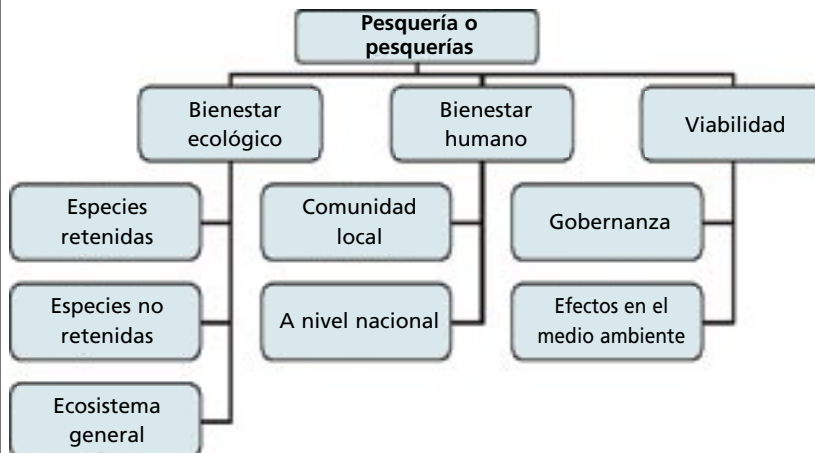 Pesquería o
pesquerías
Bienestar
ecológico
Bienestar
humano
Viabilidad
Especies
retenidas
Comunidad
local
Gobernanza
Especies no
retenidas
A nivel nacional
Efectos en el
medio ambiente
Ecosistema
general